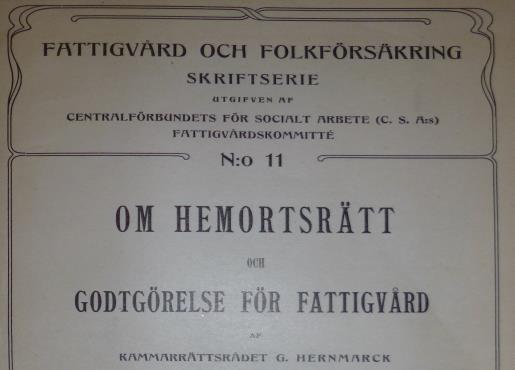 FATTIGVÅRD OCH FOLKFÖRSÄKRING
SKRIFTSERIE
UTGIFVEN AF
CENTRALFÖRBUNDETS FÖR SOCIALT ARBETE (C. S. A:s)
FATTIGVÅRDSKOMMITTÉ
N:o 11
OM HEMORTSRÄTT
OCH
GODTGÖRELSE FÖR FATTIGVÅRD
AF
KAMMARRÄTTSRÅDET G. HERNMARCK